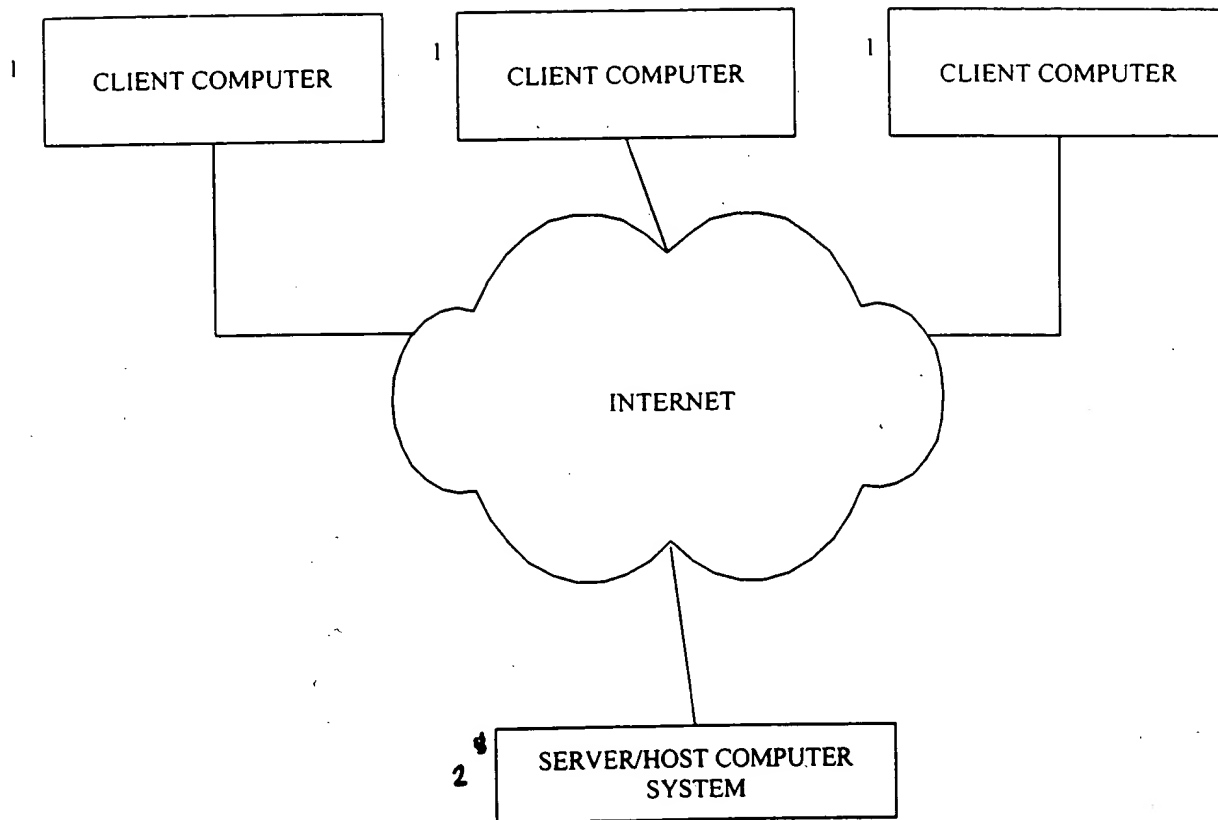 1 CLIENT COMPUTER 1 CLIENT COMPUTER 1 CLIENT COMPUTER
INTERNET
SERVER/HOST COMPUTER
2 SYSTEM